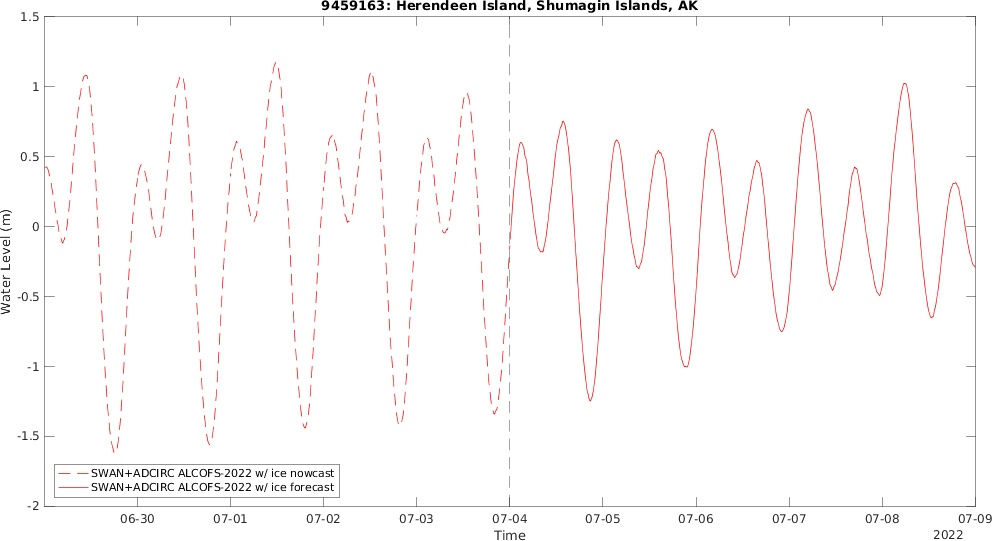 9459163: Herendeen Island, Shumagin Islands, AK
Water Level (m)
1.5
1
0.5
0
-0.5
-1
-1.5
-2
SWAN+ADCIRC ALCOFS-2022 w/ ice nowcast
SWAN+ADCIRC ALCOFS-2022 w/ ice forecast
06-30 07-01 07-02 07-03 07-04 07-05 07-06 07-07 07-08 07-09
Time
2022